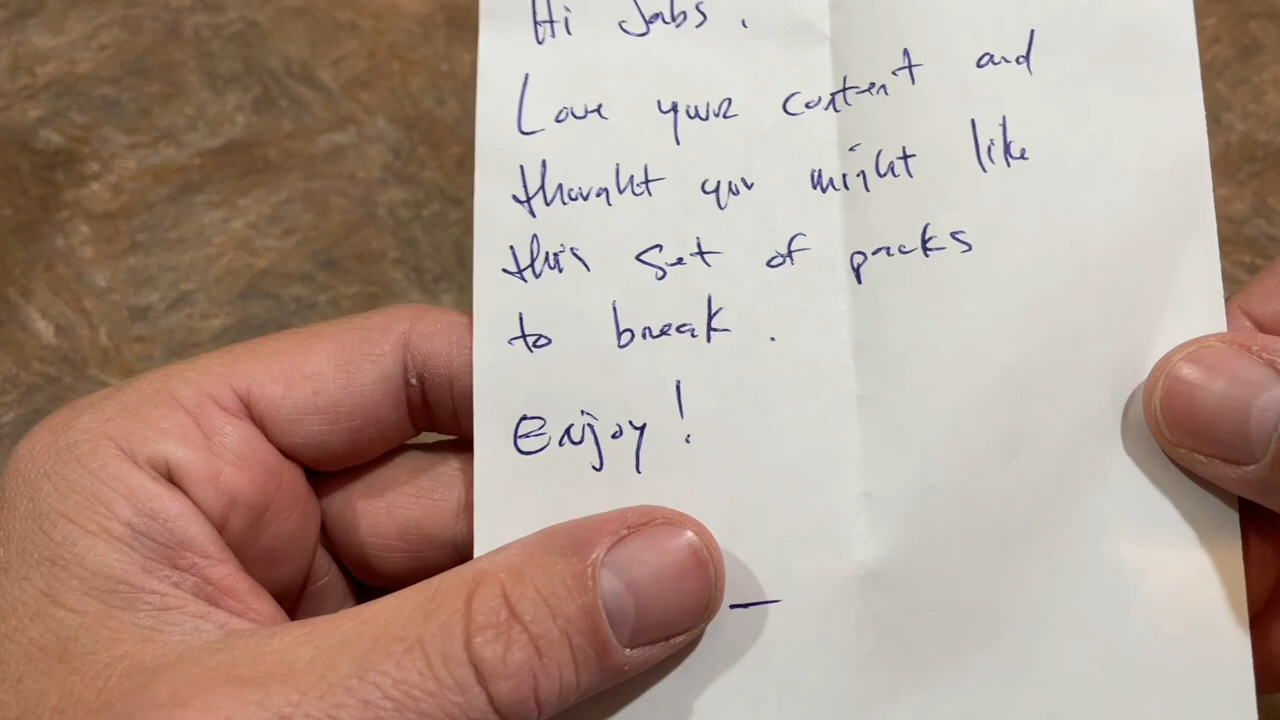 Hi Jabs.
Love your content and
thought you might like
this set of packs
to break.
Enjoy!